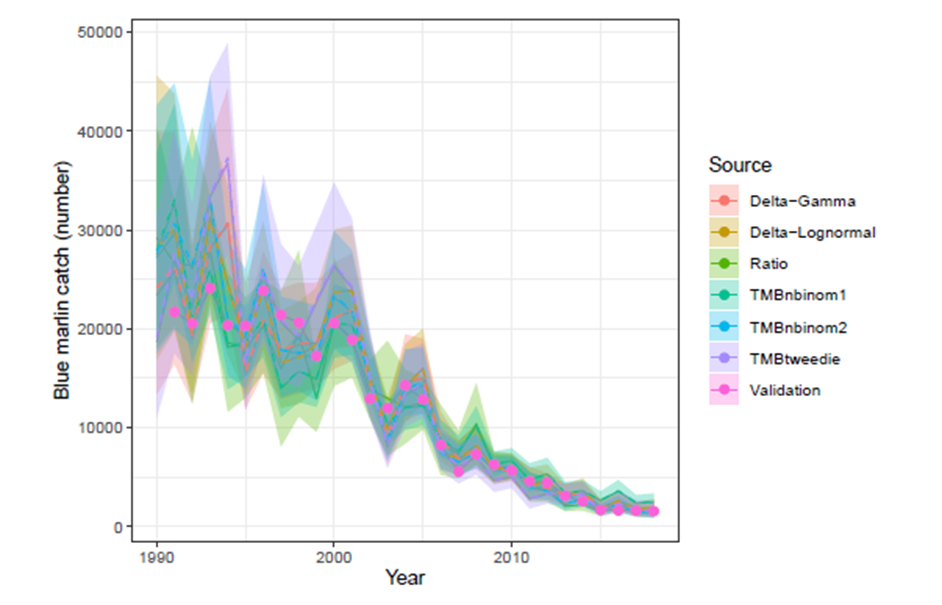 50000
40000
30000
20000
10000
0
Blue marlin catch (number)
1990
2000
2010
Year
Source
Delta-Gamma
Delta-Lognormal
Ratio
TMBnbinom1
TMBnbinom2
TMBtweedie
Validation